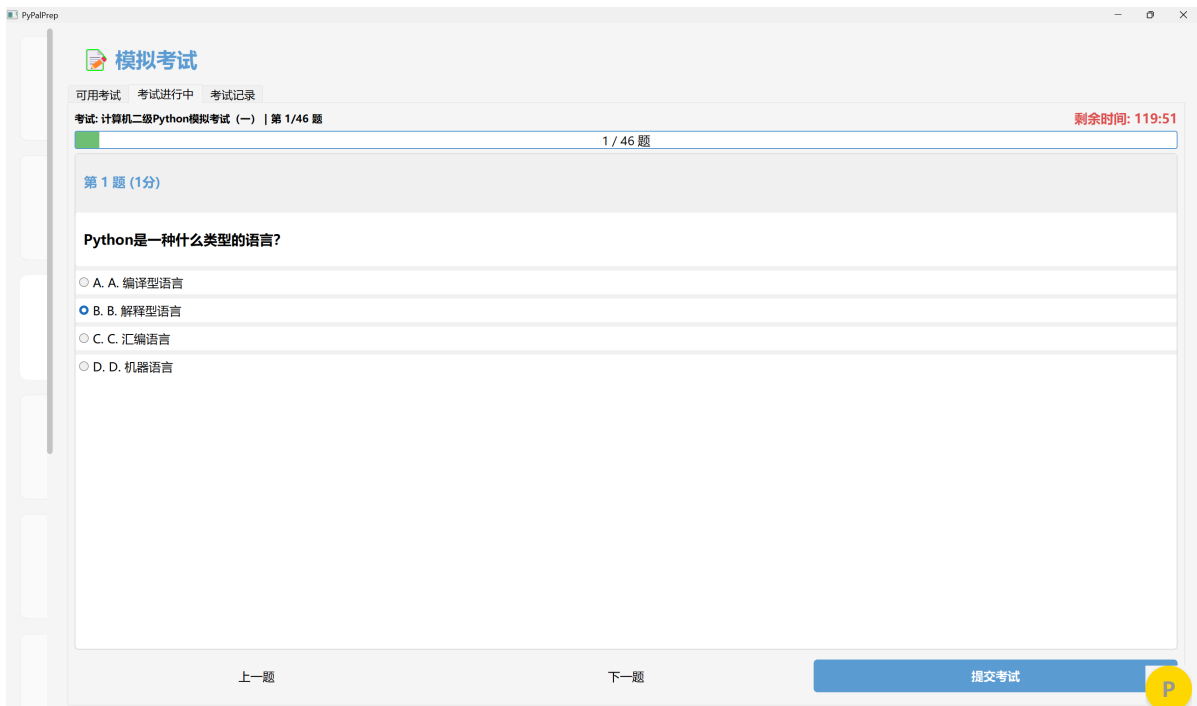 PyPalPrep
模拟考试
可用考试 考试进行中 考试记录
考试: 计算机二级Python模拟考试（一） | 第 1/46 题 剩余时间: 119:51
1 / 46 题
第 1 题 (1分)
Python是一种什么类型的语言?
A. A. 编译型语言
B. B. 解释型语言
C. C. 汇编语言
D. D. 机器语言
上一题 下一题 提交考试
P